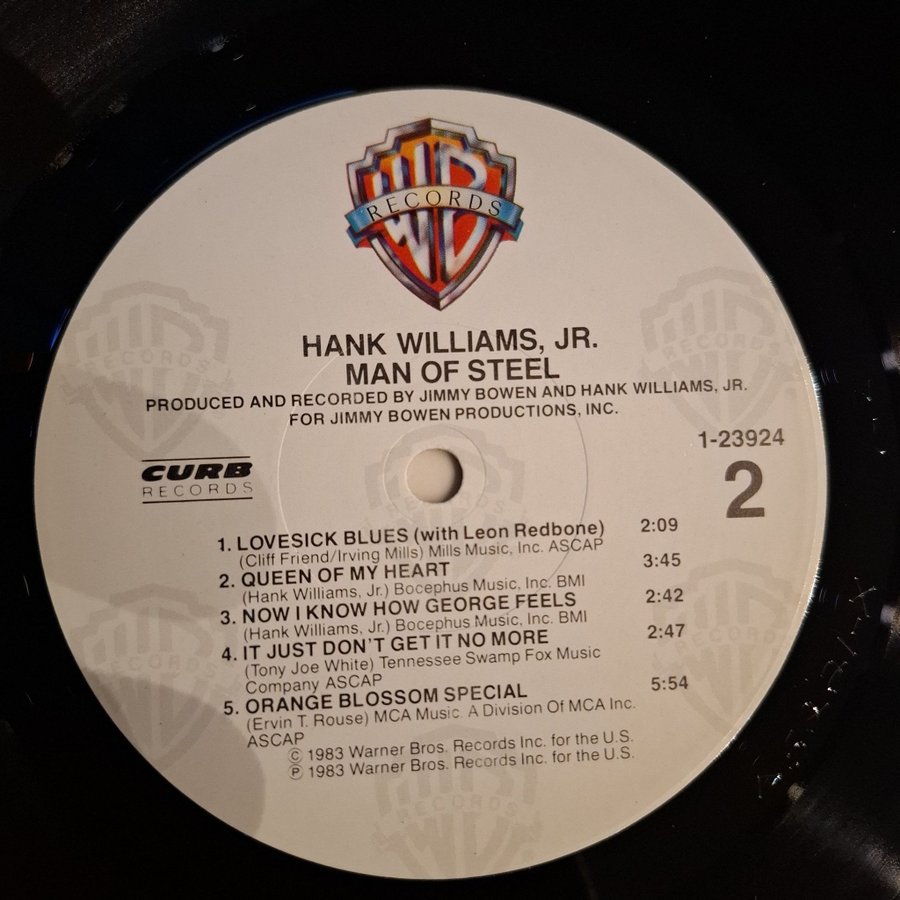 WB
RECORDS
HANK WILLIAMS, JR.
MAN OF STEEL
PRODUCED AND RECORDED BY JIMMY BOWEN AND HANK WILLIAMS, JR.
FOR JIMMY BOWEN PRODUCTIONS, INC.
1-23924
CURB
RECORDS
2
1. LOVESICK BLUES (with Leon Redbone) 2:09
(Cliff Friend/Irving Mills) Mills Music, Inc. ASCAP
2. QUEEN OF MY HEART 3:45
(Hank Williams, Jr.) Bocephus Music, Inc. BMI
3. NOW I KNOW HOW GEORGE FEELS 2:42
(Hank Williams, Jr.) Bocephus Music, Inc. BMI
4. IT JUST DON'T GET IT NO MORE 2:47
(Tony Joe White) Tennessee Swamp Fox Music
Company ASCAP
5. ORANGE BLOSSOM SPECIAL 5:54
(Ervin T. Rouse) MCA Music. A Division Of MCA Inc.
ASCAP
© 1983 Warner Bros. Records Inc. for the U.S.
℗ 1983 Warner Bros. Records Inc. for the U.S.